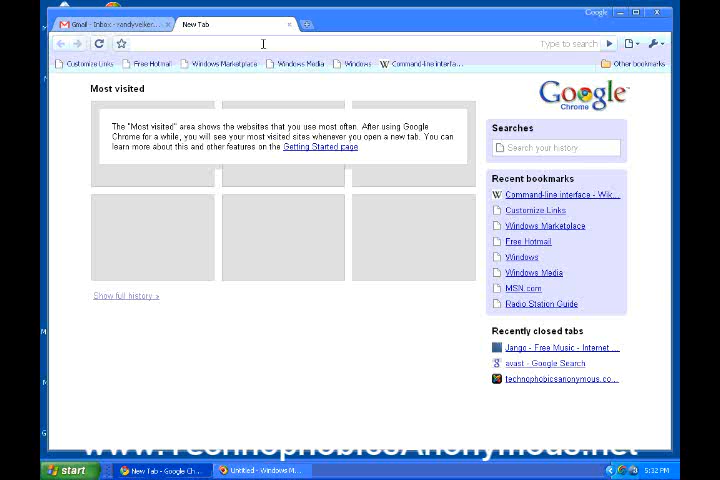 Google
Gmail - Inbox - randyvelker...
New Tab
Type to search
Customize Links
Free Hotmail
Windows Marketplace
Windows Media
Windows
Command-line interfa...
Other bookmarks
Most visited
The "Most visited" area shows the websites that you use most often. After using Google
Chrome for a while, you will see your most visited sites whenever you open a new tab. You can
learn more about this and other features on the Getting Started page
Show full history »
Google™
Chrome
Searches
Search your history
Recent bookmarks
Command-line interface - Wik...
Customize Links
Windows Marketplace
Free Hotmail
Windows
Windows Media
MSN.com
Radio Station Guide
Recently closed tabs
Jango - Free Music - Internet ...
avast - Google Search
technophobicsanonymous.co...
www.TechnophobicsAnonymous.net
start
New Tab - Google Ch...
Untitled - Windows M...
5:32 PM